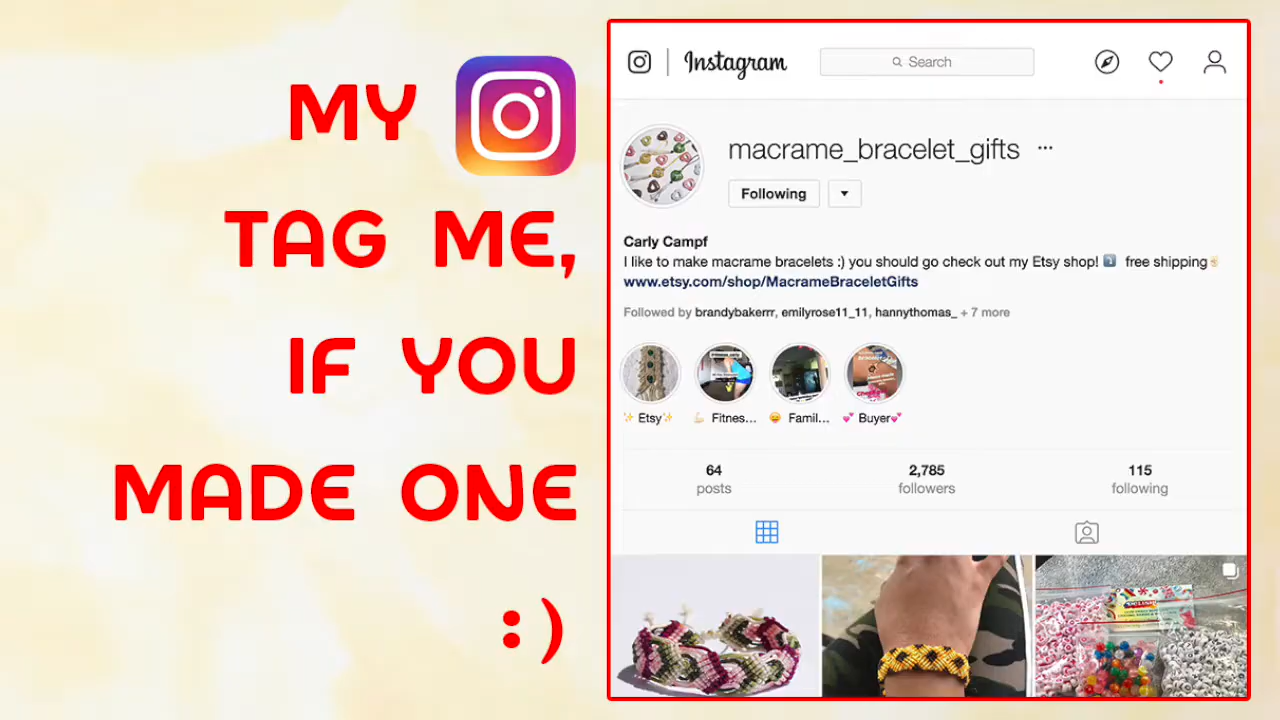 MY
TAG ME,
IF YOU
MADE ONE
:)
Instagram
Search
macrame_bracelet_gifts ...
Following
Carly Campf
I like to make macrame bracelets :) you should go check out my Etsy shop! ⤵️ free shipping
www.etsy.com/shop/MacrameBraceletGifts
Followed by brandybakerrr, emilyrose11_11, hannythomas_ + 7 more
✨ Etsy✨
💪🏻 Fitnes...
😛 Famil...
💕 Buyer💕
64
posts
2,785
followers
115
following